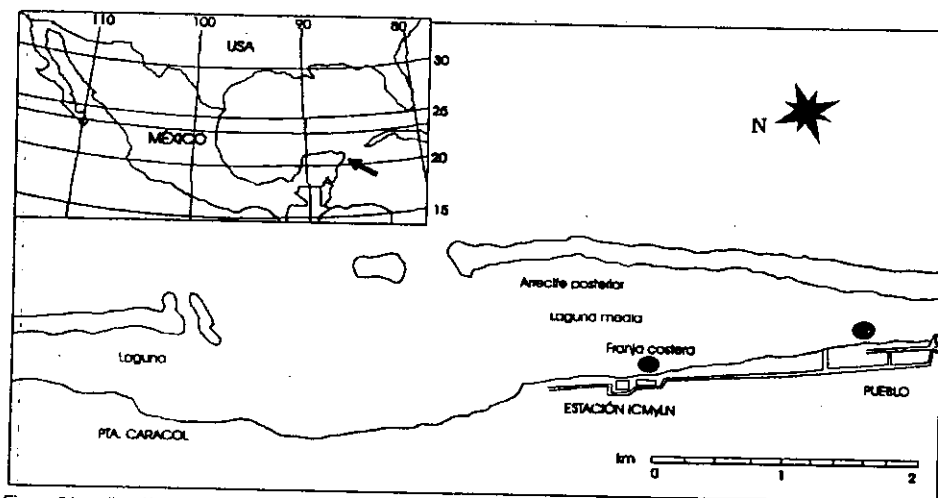 110
100
90
80
USA
30
25
MÉXICO
20
15
N
Arrecife posterior
Laguna media
Laguna
Franja costera
ESTACIÓN ICMyLN
PUEBLO
PTA. CARACOL
km
0
1
2